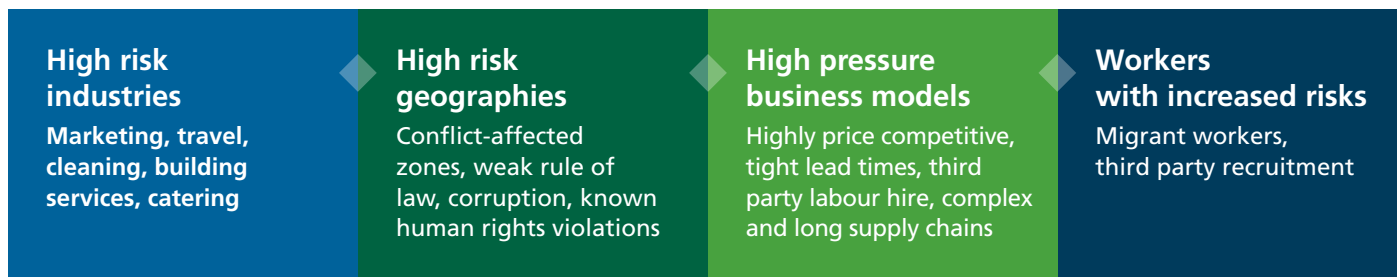 High risk
industries
Marketing, travel,
cleaning, building
services, catering
High risk
geographies
Conflict-affected
zones, weak rule of
law, corruption, known
human rights violations
High pressure
business models
Highly price competitive,
tight lead times, third
party labour hire, complex
and long supply chains
Workers
with increased risks
Migrant workers,
third party recruitment